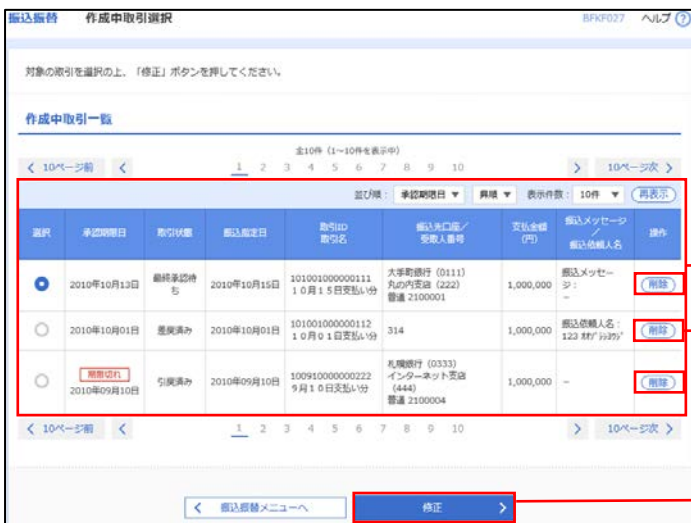 振込振替 作成中取引選択 BFKF027 ヘルプ ?
対象の取引を選択の上、「修正」ボタンを押してください。
作成中取引一覧
全10件（1～10件を表示中）
< 10ページ前 < 1 2 3 4 5 6 7 8 9 10 > 10ページ次 >
並び順： 承認期限日 ▼ 昇順 ▼ 表示件数： 10件 ▼ 再表示
選択 承認期限日 取引状態 振込指定日 取引ID 取引名 振込先口座／受取人番号 支払金額（円） 振込メッセージ／振込依頼人名 操作
2010年10月13日 最終承認待ち 2010年10月15日 101001000000111 10月15日支払い分 大手町銀行（0111） 丸の内支店（222） 普通 2100001 1,000,000 振込メッセージ： － 削除
2010年10月01日 差戻済み 2010年10月01日 101001000000112 10月01日支払い分 314 1,000,000 振込依頼人名： 123 削除
期限切れ 2010年09月10日 引戻済み 2010年09月10日 100910000000222 9月10日支払い分 札幌銀行（0333） インターネット支店（444） 普通 2100004 1,000,000 － 削除
< 10ページ前 < 1 2 3 4 5 6 7 8 9 10 > 10ページ次 >
< 振込振替メニューへ 修正 >